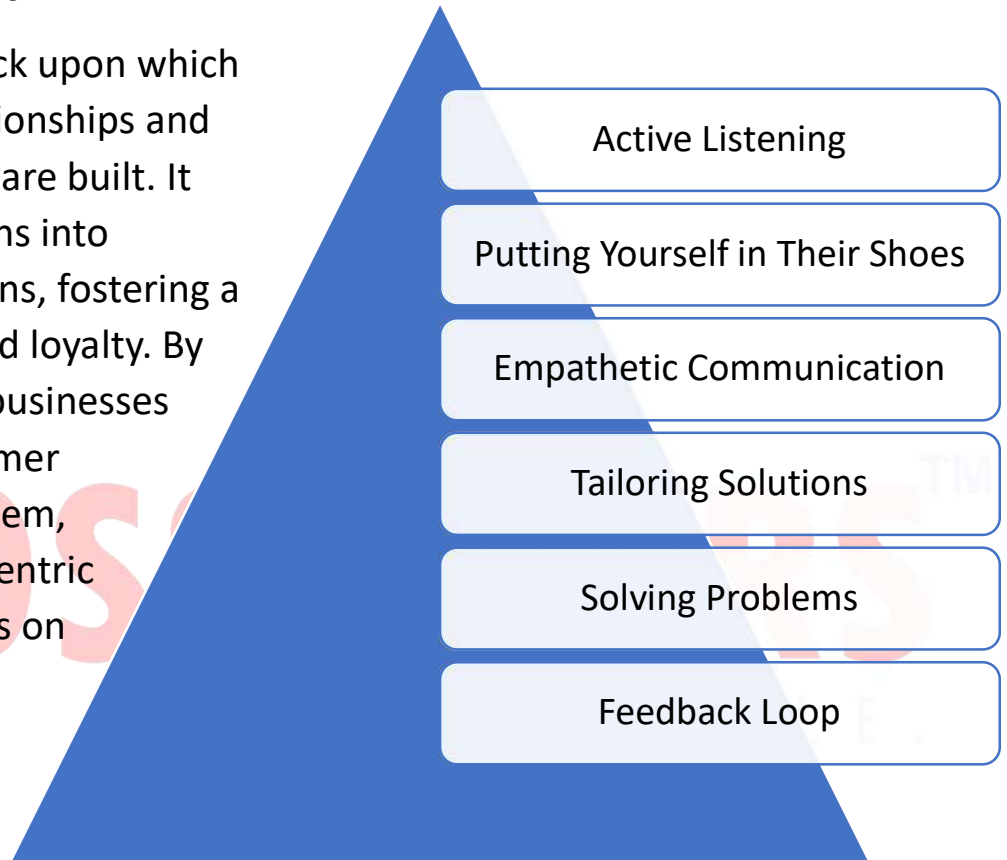 ck upon which
ionships and
are built. It
ns into
ns, fostering a
d loyalty. By
businesses
mer
em,
entric
s on
Active Listening
Putting Yourself in Their Shoes
Empathetic Communication
Tailoring Solutions
Solving Problems
Feedback Loop
TM